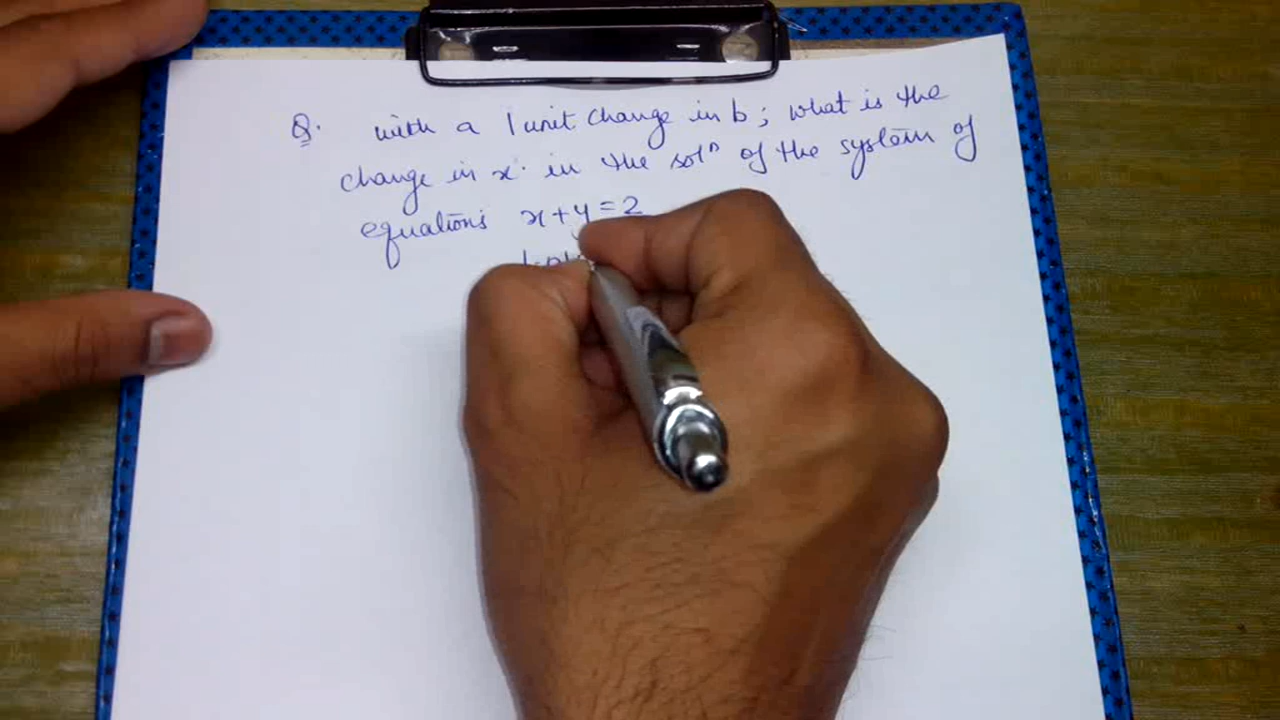 Q. with a 1 unit change in b; what is the
change in x in the solⁿ of the system of
equations x+y=2